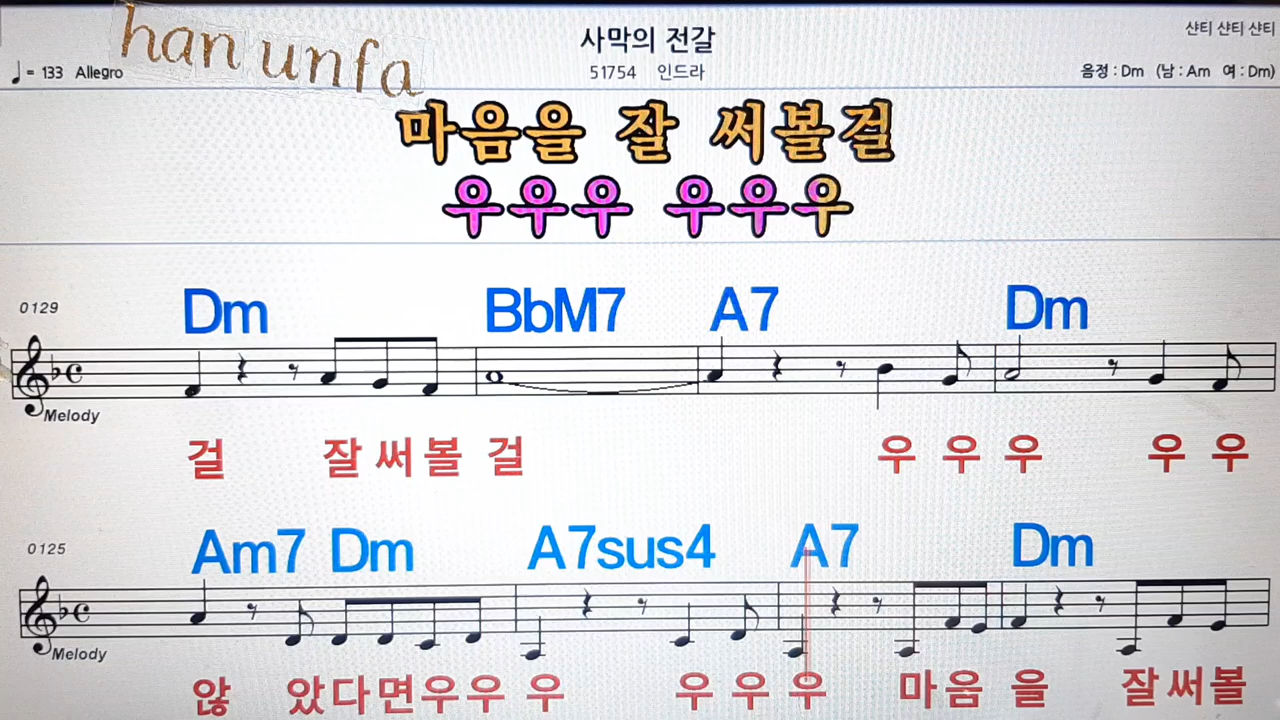 han unfa
사막의 전갈
샨티 샨티 샨티
♩= 133 Allegro
51754 인드라
음정 : Dm (남 : Am 여 : Dm)
마음을 잘 써볼걸
우우우 우우우
0129
Dm BbM7 A7 Dm
Melody
걸 잘 써 볼 걸 우 우 우 우 우
0125
Am7 Dm A7sus4 A7 Dm
Melody
않 았다면우우 우 우 우 우 마 음 을 잘써볼